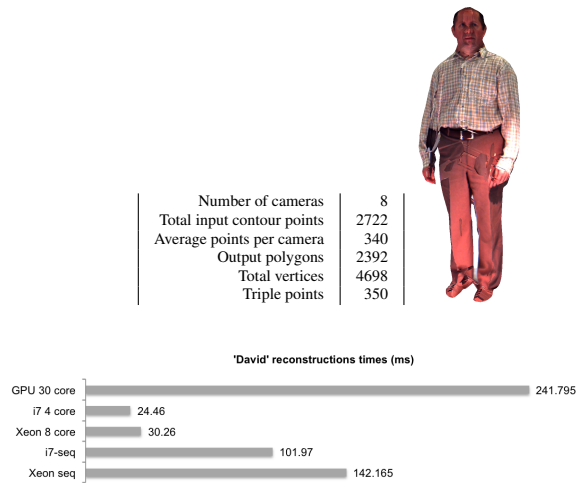 Number of cameras 8
Total input contour points 2722
Average points per camera 340
Output polygons 2392
Total vertices 4698
Triple points 350
'David' reconstructions times (ms)
GPU 30 core 241.795
i7 4 core 24.46
Xeon 8 core 30.26
i7-seq 101.97
Xeon seq 142.165